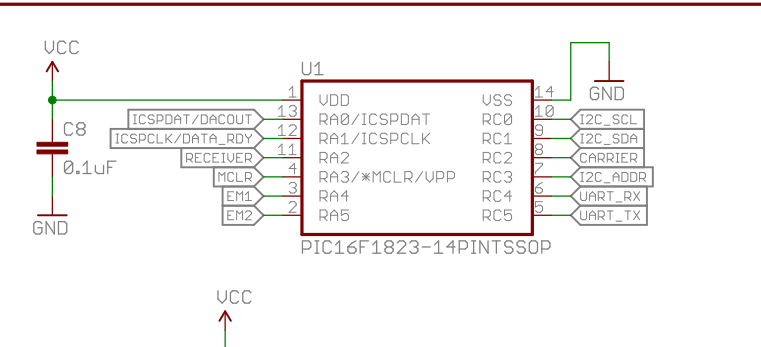 VCC
U1
1 VDD VSS 14
GND
ICSPDAT/DACOUT 13 RA0/ICSPDAT RC0 10 I2C_SCL
C8
ICSPCLK/DATA_RDY 12 RA1/ICSPCLK RC1 9 I2C_SDA
RECEIVER 11 RA2 RC2 8 CARRIER
0.1uF
MCLR 4 RA3/*MCLR/VPP RC3 7 I2C_ADDR
EM1 3 RA4 RC4 6 UART_RX
EM2 2 RA5 RC5 5 UART_TX
GND
PIC16F1823-14PINTSSOP
VCC